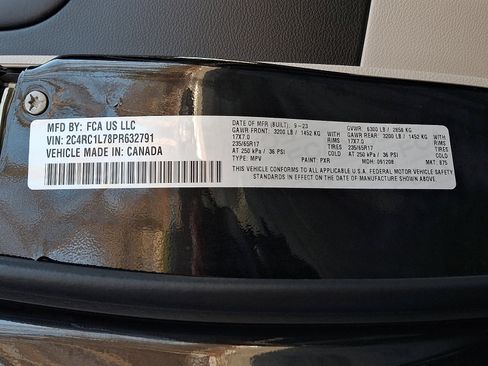 MFD BY: FCA US LLC
VIN: 2C4RC1L78PR632791
VEHICLE MADE IN: CANADA
DATE OF MFR (BUILT): 9-23 GVWR: 6300 LB / 2858 KG
GAWR FRONT: 3200 LB / 1452 KG WITH GAWR REAR: 3200 LB / 1452 KG WITH
17X7.0 RIMS 17X7.0 RIMS
235/65R17 TIRES 235/65R17 TIRES
AT 250 kPa / 36 PSI COLD AT 250 kPa / 36 PSI COLD
TYPE: MPV PAINT: PXR MDH: 091208 MKT: 875
THIS VEHICLE CONFORMS TO ALL APPLICABLE U.S.A. FEDERAL MOTOR VEHICLE SAFETY
STANDARDS IN EFFECT ON THE DATE OF MANUFACTURE SHOWN ABOVE